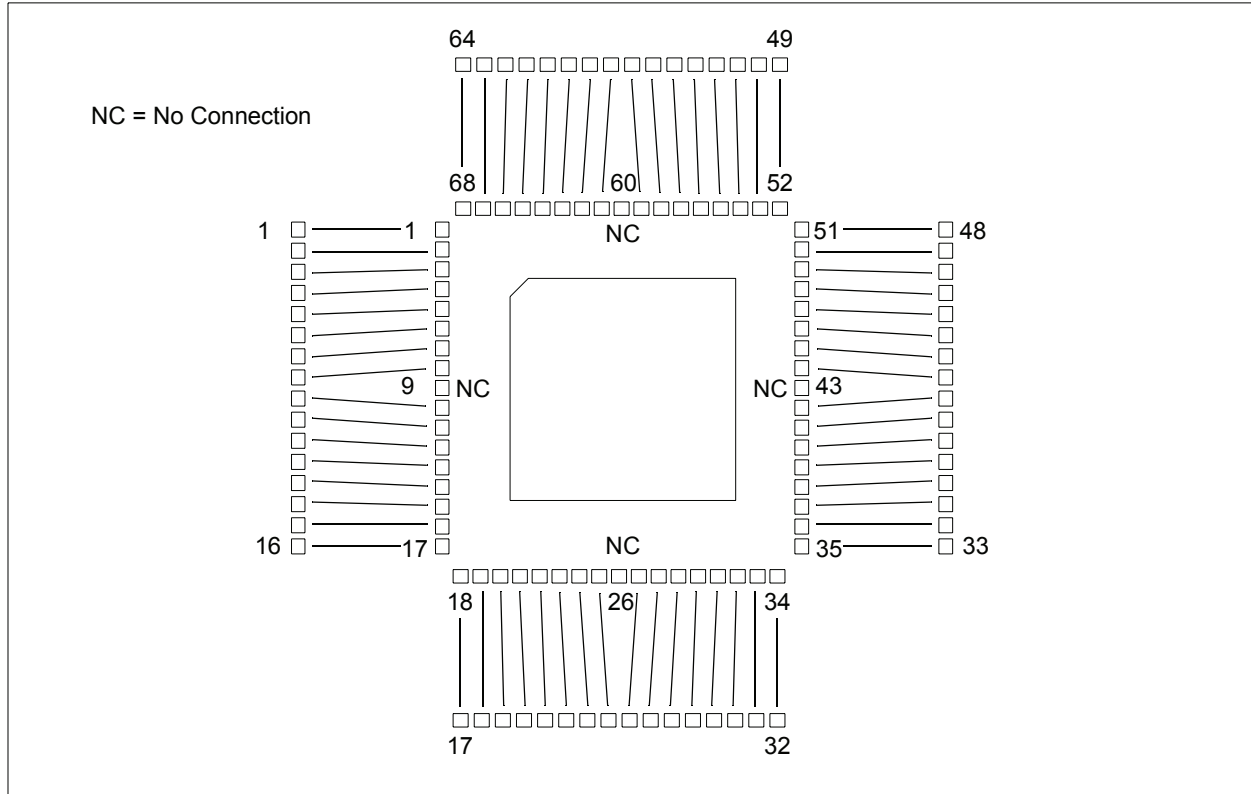 64 49
NC = No Connection
68 60 52
1 1 NC 51 48
9 NC NC 43
16 17 NC 35 33
18 26 34
17 32